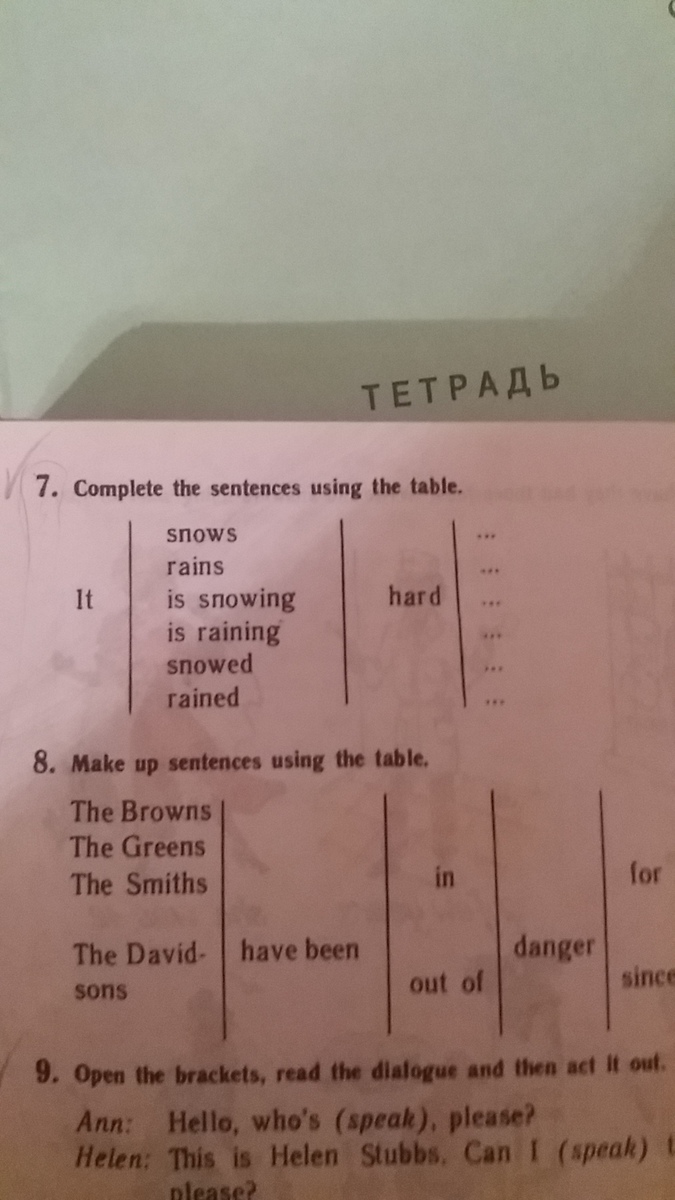 ТЕТРАДЬ
7. Complete the sentences using the table.
snows ...
rains ...
It is snowing hard ...
is raining ...
snowed ...
rained ...
8. Make up sentences using the table.
The Browns
The Greens
The Smiths in for
The David- have been danger
sons out of since
9. Open the brackets, read the dialogue and then act it out.
Ann: Hello, who's (speak), please?
Helen: This is Helen Stubbs. Can I (speak)
please?